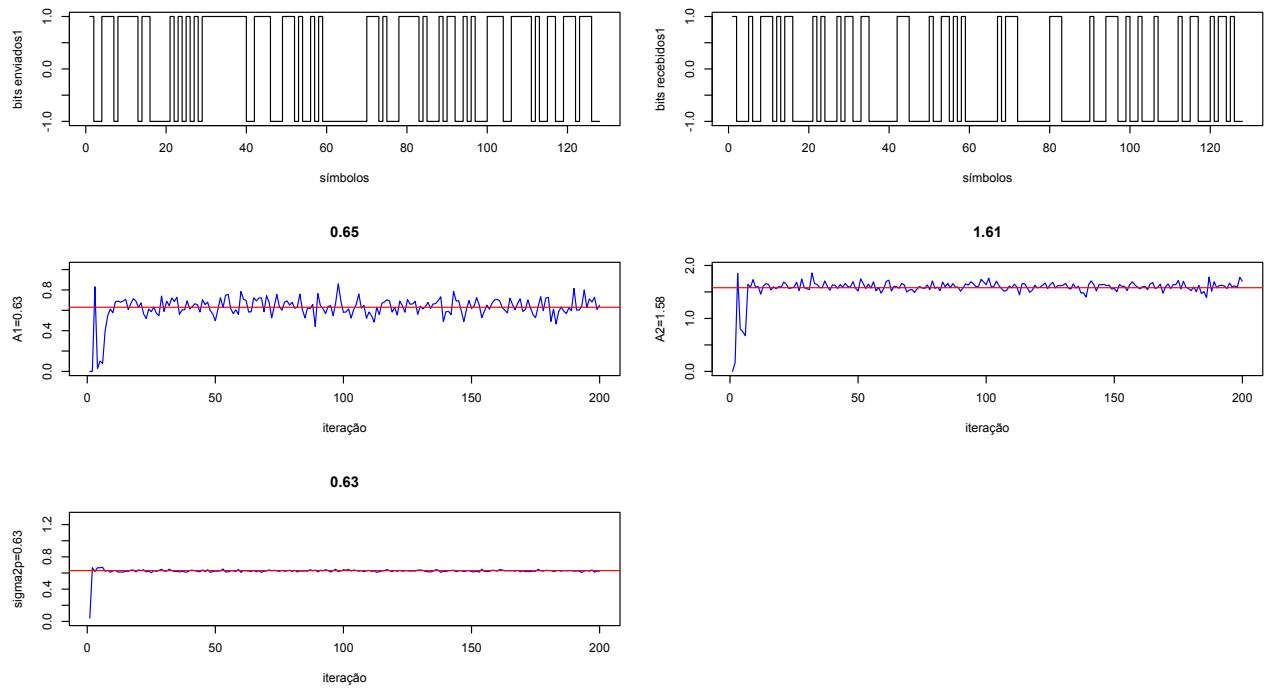 bits enviados1
-1.0 0.0 1.0
0 20 40 60 80 100 120
símbolos
bits recebidos1
-1.0 0.0 1.0
0 20 40 60 80 100 120
símbolos
0.65
A1=0.63
0.0 0.4 0.8
0 50 100 150 200
iteração
1.61
A2=1.58
0.0 1.0 2.0
0 50 100 150 200
iteração
0.63
sigma2p=0.63
0.0 0.4 0.8 1.2
0 50 100 150 200
iteração